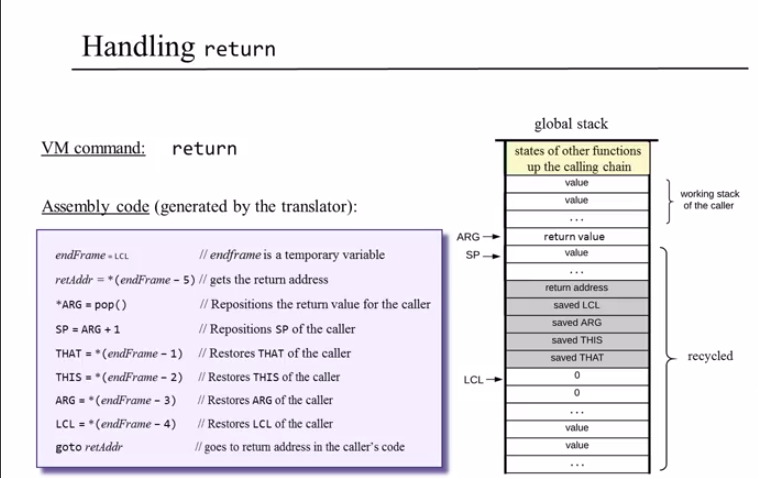 Handling return
VM command: return
Assembly code (generated by the translator):
endFrame = LCL // endframe is a temporary variable
retAddr = *(endFrame - 5) // gets the return address
*ARG = pop() // Repositions the return value for the caller
SP = ARG + 1 // Repositions SP of the caller
THAT = *(endFrame - 1) // Restores THAT of the caller
THIS = *(endFrame - 2) // Restores THIS of the caller
ARG = *(endFrame - 3) // Restores ARG of the caller
LCL = *(endFrame - 4) // Restores LCL of the caller
goto retAddr // goes to return address in the caller's code
global stack
states of other functions
up the calling chain
value
value
...
working stack
of the caller
ARG
return value
SP
value
...
return address
saved LCL
saved ARG
saved THIS
saved THAT
recycled
LCL
0
0
...
value
value
...